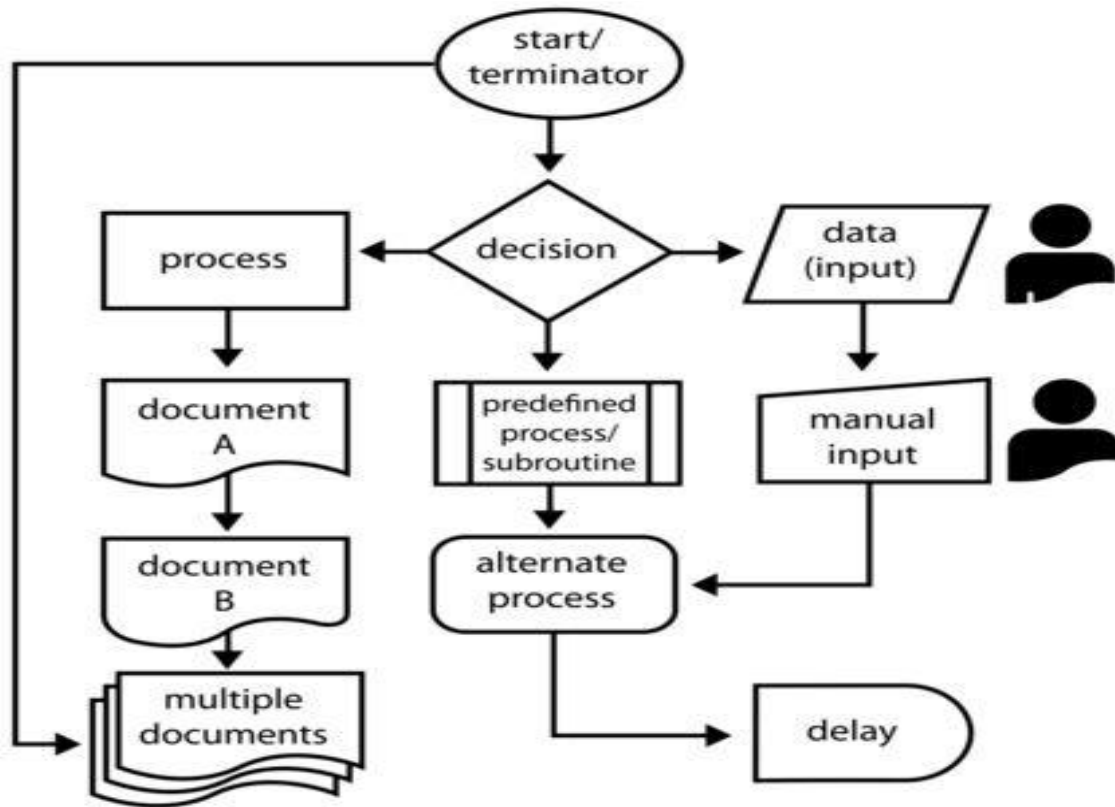 start/
terminator
process
decision
data
(input)
document
A
predefined
process/
subroutine
manual
input
document
B
alternate
process
multiple
documents
delay